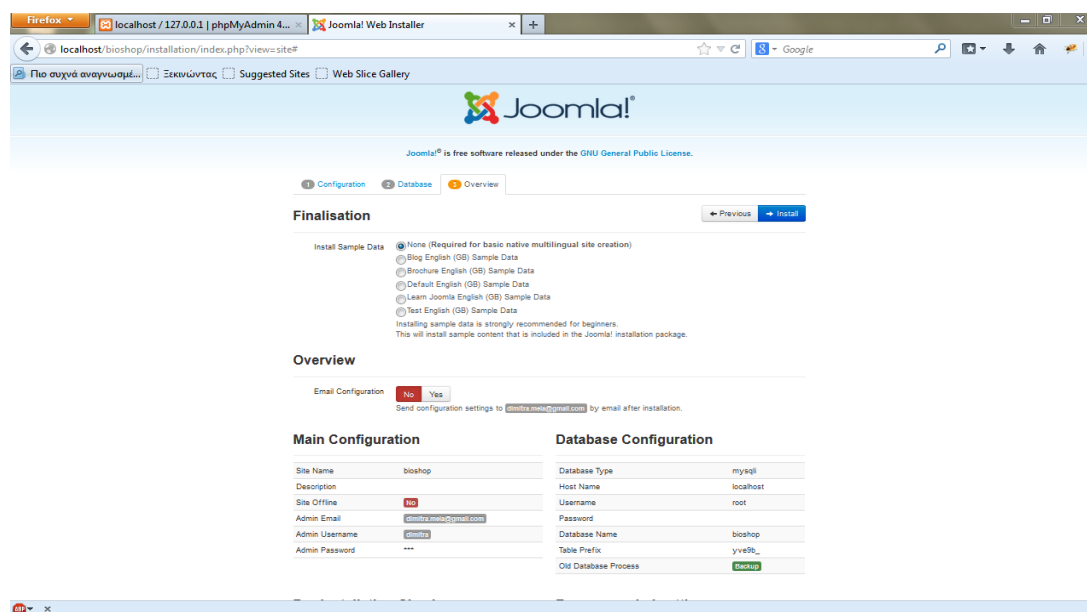 Firefox
localhost / 127.0.0.1 | phpMyAdmin 4... ×
Joomla! Web Installer ×
localhost/bioshop/installation/index.php?view=site#
8 - Google
Πιο συχνά αναγνωσμέ... Ξεκινώντας Suggested Sites Web Slice Gallery
Joomla!®
Joomla!® is free software released under the GNU General Public License.
1 Configuration 2 Database 3 Overview
Finalisation
← Previous → Install
Install Sample Data
None (Required for basic native multilingual site creation)
Blog English (GB) Sample Data
Brochure English (GB) Sample Data
Default English (GB) Sample Data
Learn Joomla English (GB) Sample Data
Test English (GB) Sample Data
Installing sample data is strongly recommended for beginners.
This will install sample content that is included in the Joomla! installation package.
Overview
Email Configuration No Yes
Send configuration settings to dimitra.mela@gmail.com by email after installation.
Main Configuration
Site Name bioshop
Description
Site Offline No
Admin Email dimitra.mela@gmail.com
Admin Username dimitra
Admin Password ***
Database Configuration
Database Type mysqli
Host Name localhost
Username root
Password
Database Name bioshop
Table Prefix yve9b_
Old Database Process Backup
ABP ×